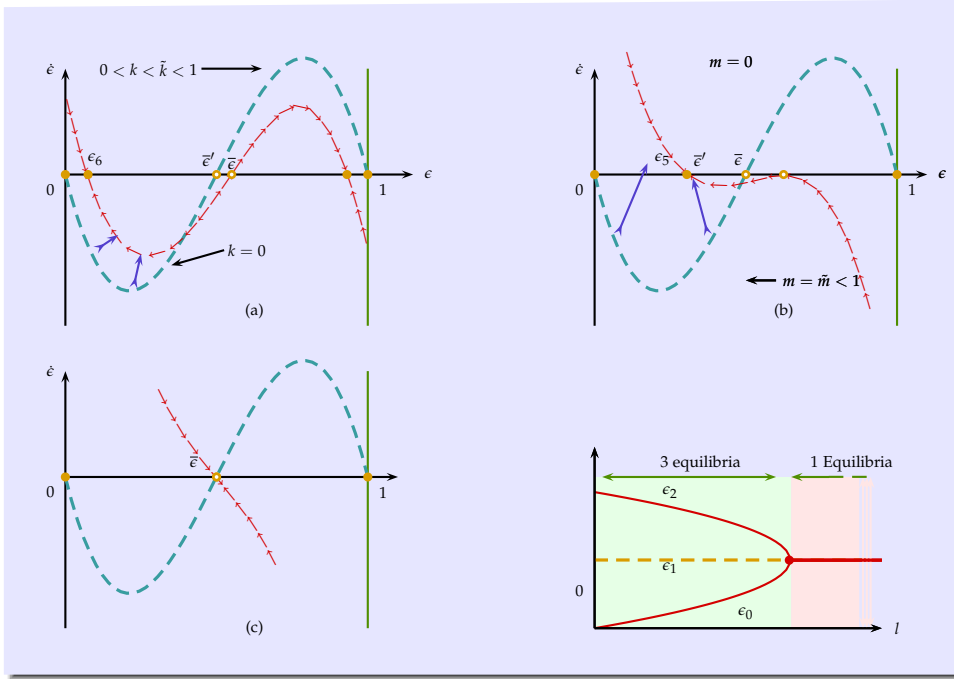 ϵ̇
0 < k < k̃ < 1
ϵ₆
ϵ̅′
ϵ̅
ϵ
0
1
k = 0
(a)
ϵ̇
m = 0
ϵ₅
ϵ̅′
ϵ̅
ϵ
0
1
m = m̃ < 1
(b)
ϵ̇
ϵ̅
0
1
(c)
3 equilibria
1 Equilibria
ϵ₂
ϵ₁
0
ϵ₀
l